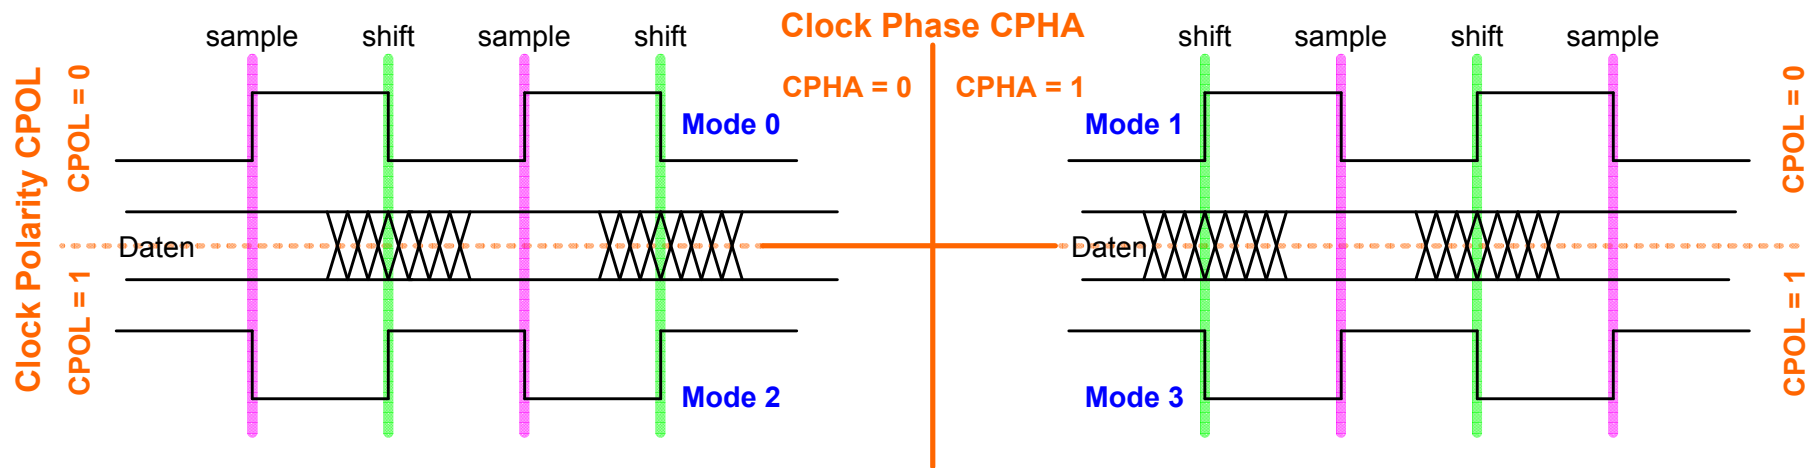 Clock Phase CPHA
sample shift sample shift
shift sample shift sample
CPHA = 0 CPHA = 1
Clock Polarity CPOL
CPOL = 0
CPOL = 0
Mode 0
Mode 1
Daten
Daten
CPOL = 1
CPOL = 1
Mode 2
Mode 3